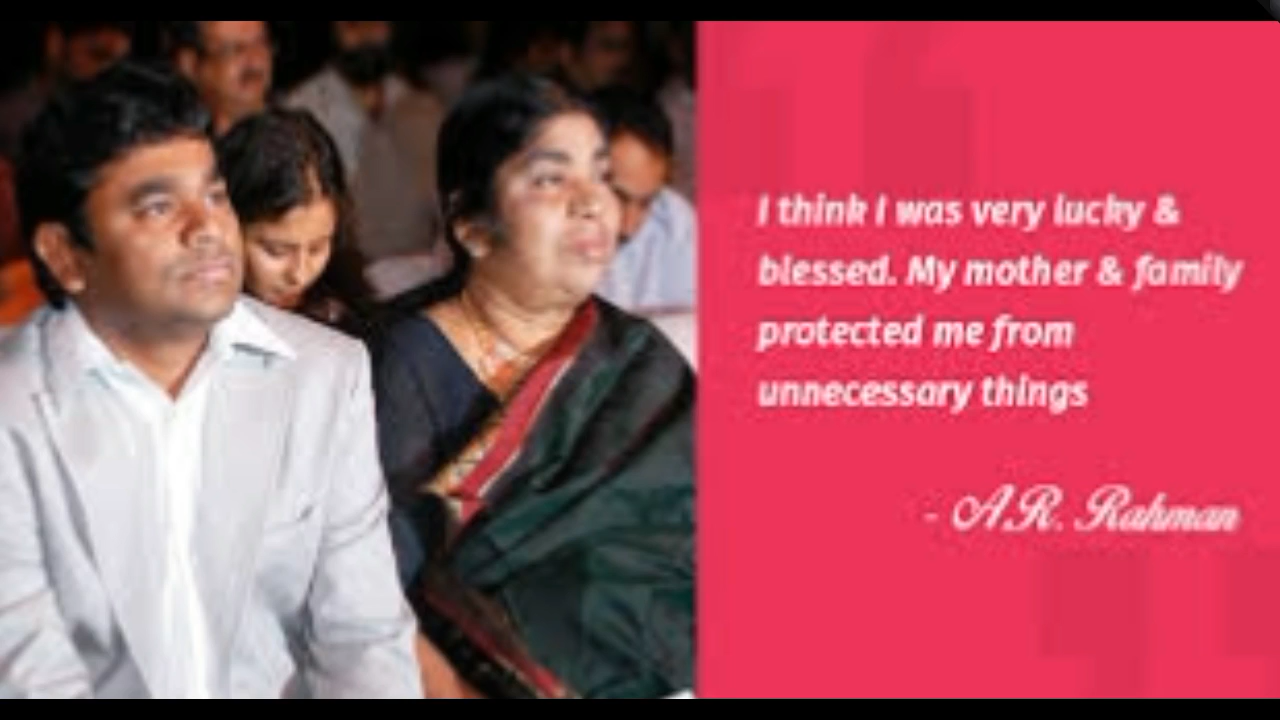 I think I was very lucky &
blessed. My mother & family
protected me from
unnecessary things
- A.R. Rahman